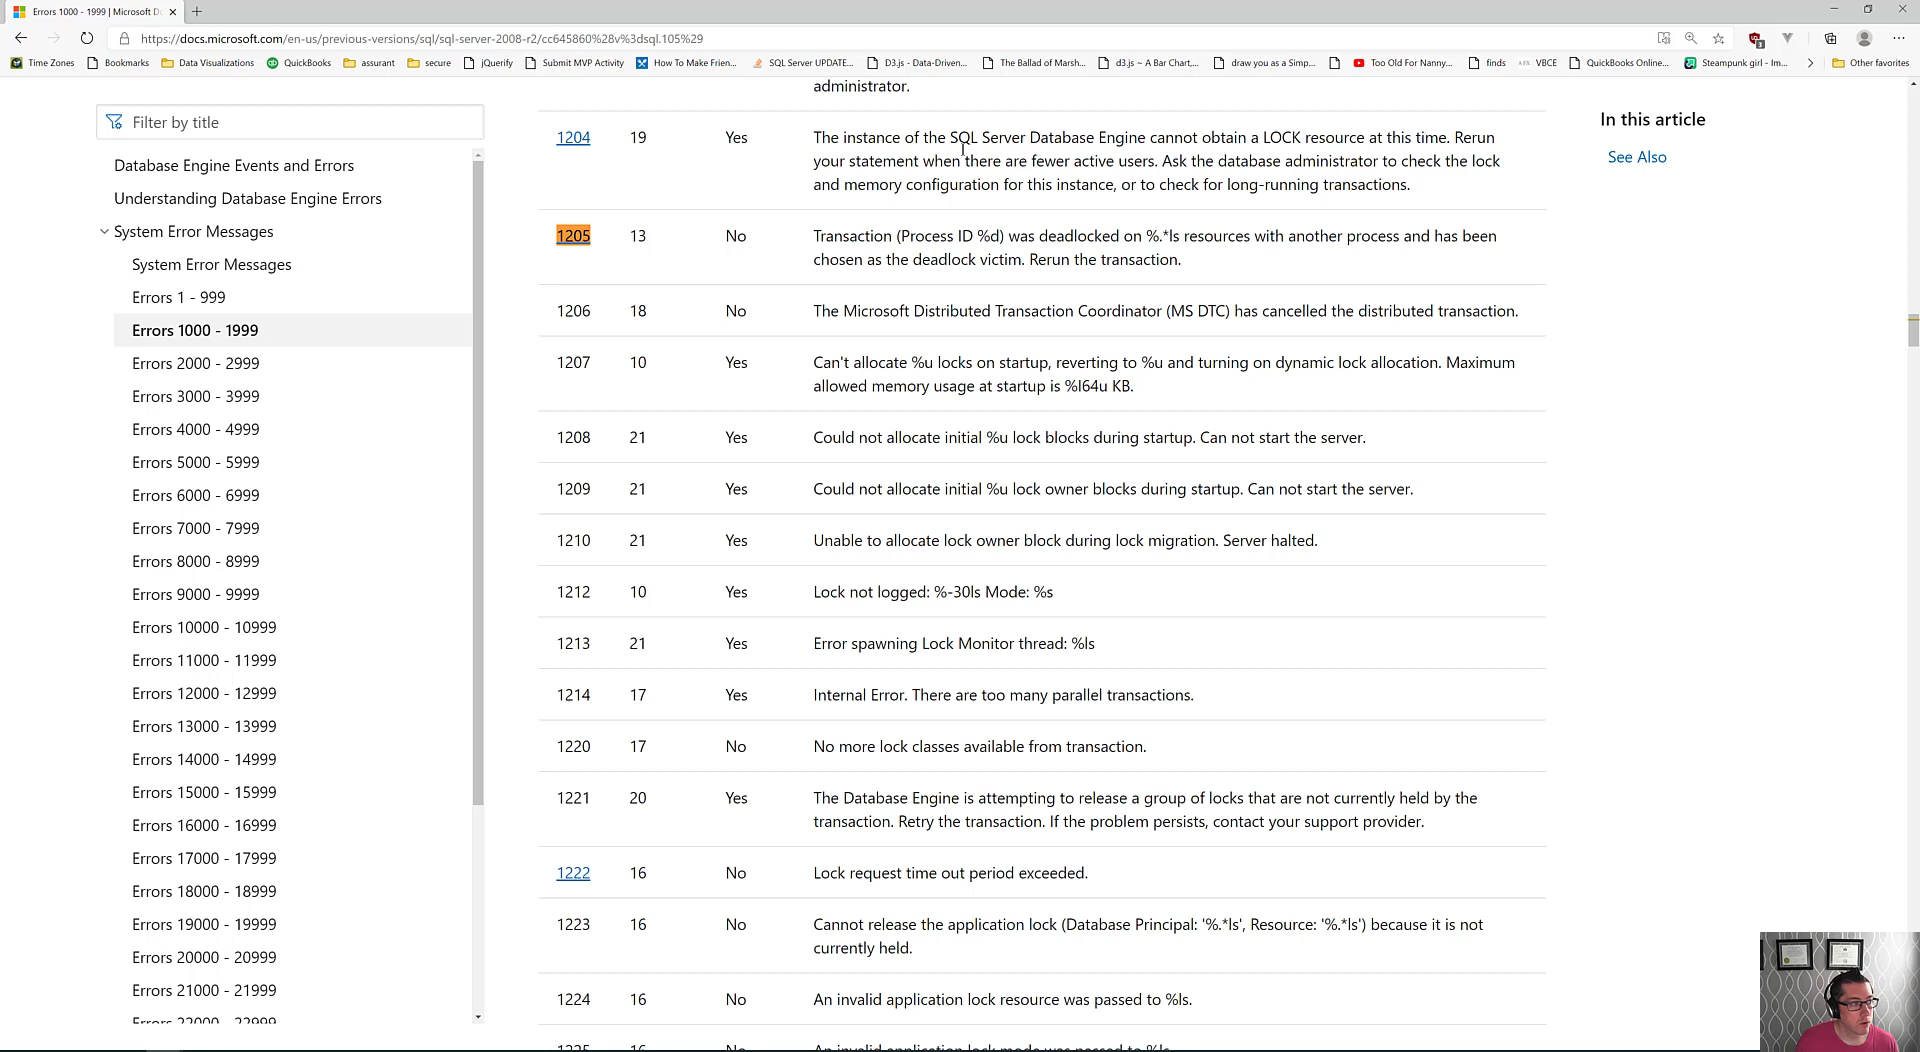 Errors 1000 - 1999 | Microsoft Do
https://docs.microsoft.com/en-us/previous-versions/sql/sql-server-2008-r2/cc645860%28v%3dsql.105%29
3
Time Zones Bookmarks Data Visualizations QuickBooks assurant secure jQuerify Submit MVP Activity How To Make Frien... SQL Server UPDATE... D3.js - Data-Driven... The Ballad of Marsh... d3.js ~ A Bar Chart,... draw you as a Simp... Too Old For Nanny... finds VBCE QuickBooks Online... Steampunk girl - Im... Other favorites
Filter by title
Database Engine Events and Errors
Understanding Database Engine Errors
System Error Messages
System Error Messages
Errors 1 - 999
Errors 1000 - 1999
Errors 2000 - 2999
Errors 3000 - 3999
Errors 4000 - 4999
Errors 5000 - 5999
Errors 6000 - 6999
Errors 7000 - 7999
Errors 8000 - 8999
Errors 9000 - 9999
Errors 10000 - 10999
Errors 11000 - 11999
Errors 12000 - 12999
Errors 13000 - 13999
Errors 14000 - 14999
Errors 15000 - 15999
Errors 16000 - 16999
Errors 17000 - 17999
Errors 18000 - 18999
Errors 19000 - 19999
Errors 20000 - 20999
Errors 21000 - 21999
Errors 22000 - 22999
administrator.
1204 19 Yes The instance of the SQL Server Database Engine cannot obtain a LOCK resource at this time. Rerun
your statement when there are fewer active users. Ask the database administrator to check the lock
and memory configuration for this instance, or to check for long-running transactions.
1205 13 No Transaction (Process ID %d) was deadlocked on %.*ls resources with another process and has been
chosen as the deadlock victim. Rerun the transaction.
1206 18 No The Microsoft Distributed Transaction Coordinator (MS DTC) has cancelled the distributed transaction.
1207 10 Yes Can't allocate %u locks on startup, reverting to %u and turning on dynamic lock allocation. Maximum
allowed memory usage at startup is %I64u KB.
1208 21 Yes Could not allocate initial %u lock blocks during startup. Can not start the server.
1209 21 Yes Could not allocate initial %u lock owner blocks during startup. Can not start the server.
1210 21 Yes Unable to allocate lock owner block during lock migration. Server halted.
1212 10 Yes Lock not logged: %-30ls Mode: %s
1213 21 Yes Error spawning Lock Monitor thread: %ls
1214 17 Yes Internal Error. There are too many parallel transactions.
1220 17 No No more lock classes available from transaction.
1221 20 Yes The Database Engine is attempting to release a group of locks that are not currently held by the
transaction. Retry the transaction. If the problem persists, contact your support provider.
1222 16 No Lock request time out period exceeded.
1223 16 No Cannot release the application lock (Database Principal: '%.*ls', Resource: '%.*ls') because it is not
currently held.
1224 16 No An invalid application lock resource was passed to %ls.
1225 16 No An invalid application lock mode was passed to %ls.
In this article
See Also